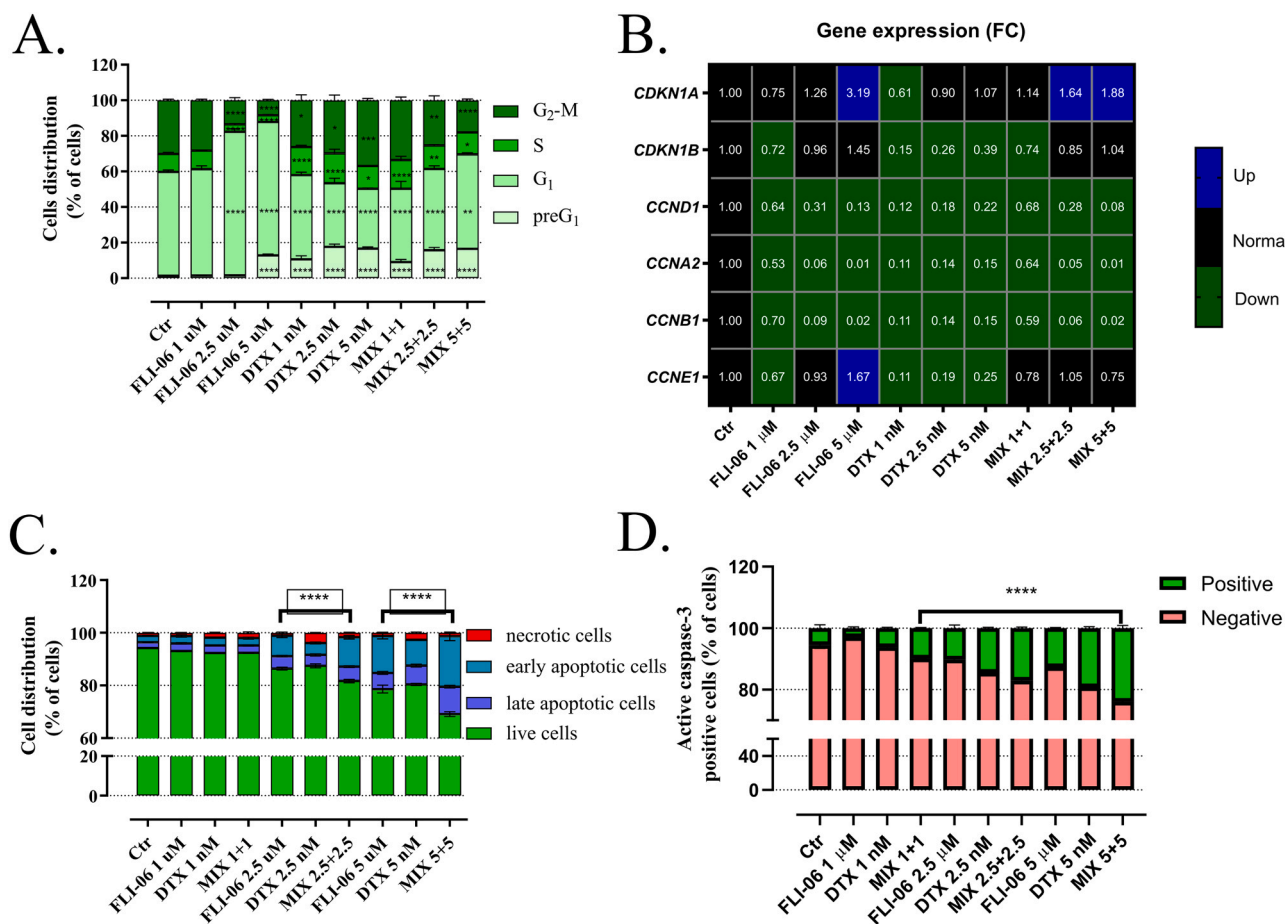 A.
120
100
80
60
40
20
0
Cells distribution
(% of cells)
****
****
****
****
****
****
****
****
*
****
****
****
*
****
****
****
***
*
****
****
****
****
****
**
**
****
****
****
*
**
****
G2-M
S
G1
preG1
Ctr
FLI-06 1 uM
FLI-06 2.5 uM
FLI-06 5 uM
DTX 1 nM
DTX 2.5 nM
DTX 5 nM
MIX 1+1
MIX 2.5+2.5
MIX 5+5
B.
Gene expression (FC)
CDKN1A 1.00 0.75 1.26 3.19 0.61 0.90 1.07 1.14 1.64 1.88
CDKN1B 1.00 0.72 0.96 1.45 0.15 0.26 0.39 0.74 0.85 1.04
CCND1 1.00 0.64 0.31 0.13 0.12 0.18 0.22 0.68 0.28 0.08
CCNA2 1.00 0.53 0.06 0.01 0.11 0.14 0.15 0.64 0.05 0.01
CCNB1 1.00 0.70 0.09 0.02 0.11 0.14 0.15 0.59 0.06 0.02
CCNE1 1.00 0.67 0.93 1.67 0.11 0.19 0.25 0.78 1.05 0.75
Ctr
FLI-06 1 μM
FLI-06 2.5 μM
FLI-06 5 μM
DTX 1 nM
DTX 2.5 nM
DTX 5 nM
MIX 1+1
MIX 2.5+2.5
MIX 5+5
Up
Norma
Down
C.
120
100
80
60
20
0
Cell distribution
(% of cells)
****
****
necrotic cells
early apoptotic cells
late apoptotic cells
live cells
Ctr
FLI-06 1 uM
DTX 1 nM
MIX 1+1
FLI-06 2.5 uM
DTX 2.5 nM
MIX 2.5+2.5
FLI-06 5 uM
DTX 5 nM
MIX 5+5
D.
120
100
80
40
0
Active caspase-3
positive cells (% of cells)
****
Positive
Negative
Ctr
FLI-06 1 μM
DTX 1 nM
MIX 1+1
FLI-06 2.5 μM
DTX 2.5 nM
MIX 2.5+2.5
FLI-06 5 μM
DTX 5 nM
MIX 5+5